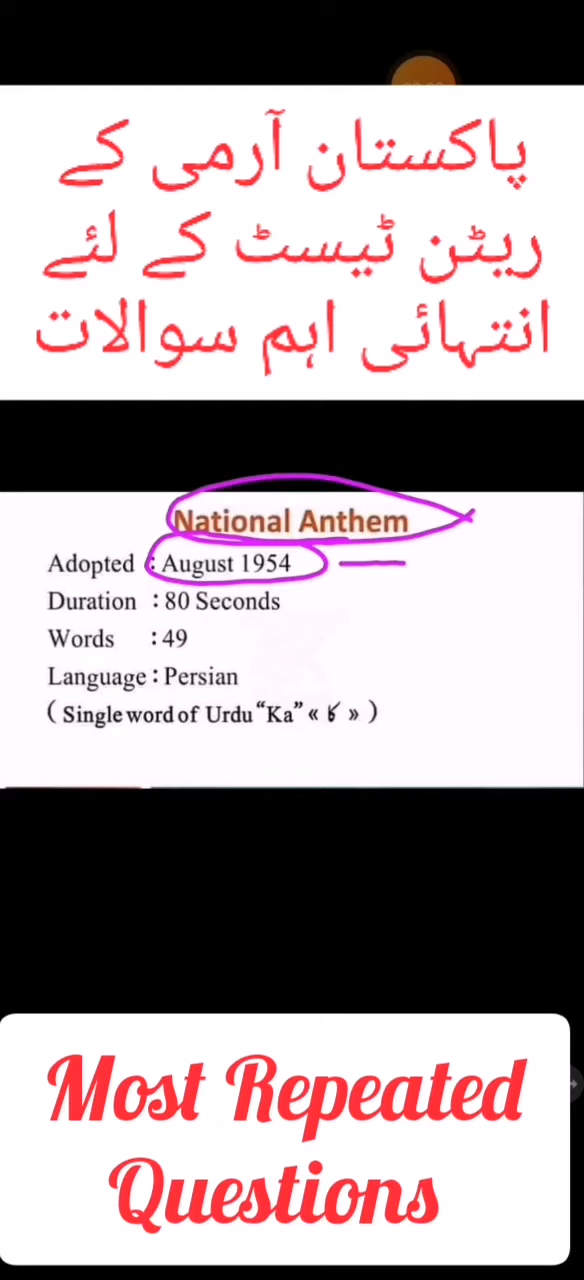 پاکستان آرمی کے
ریٹن ٹیسٹ کے لئے
انتہائی اہم سوالات
National Anthem
Adopted : August 1954
Duration : 80 Seconds
Words : 49
Language : Persian
( Single word of Urdu “Ka” « کا » )
Most Repeated
Questions